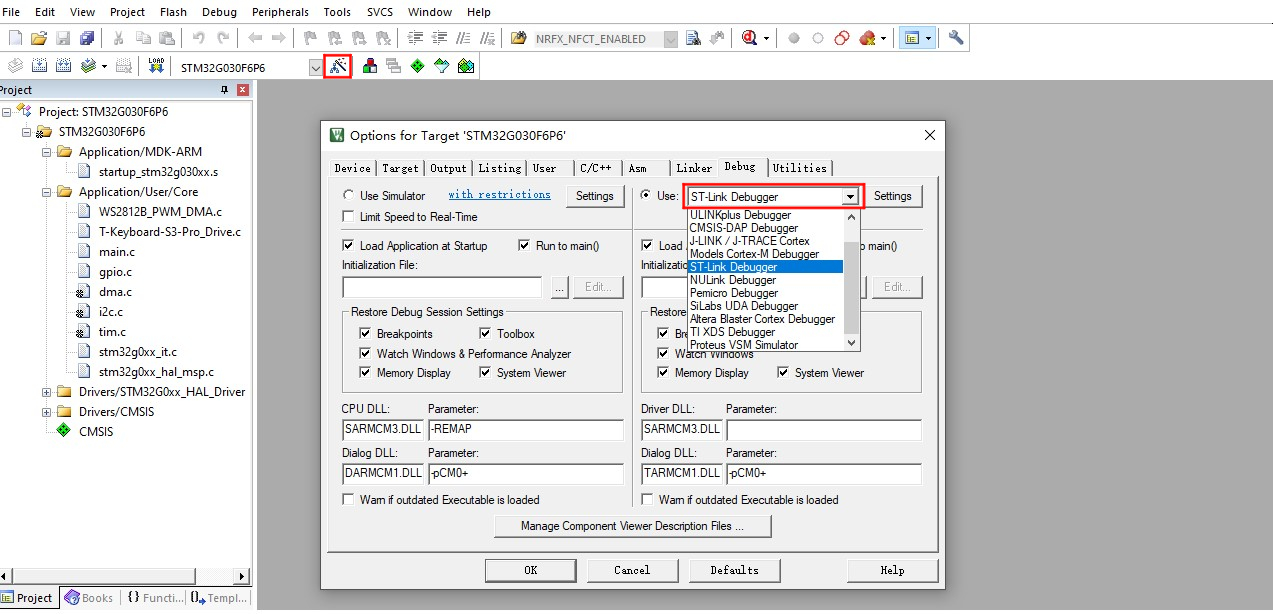 File Edit View Project Flash Debug Peripherals Tools SVCS Window Help
NRFX_NFCT_ENABLED
LOAD STM32G030F6P6
Project
Project: STM32G030F6P6
STM32G030F6P6
Application/MDK-ARM
startup_stm32g030xx.s
Application/User/Core
WS2812B_PWM_DMA.c
T-Keyboard-S3-Pro_Drive.c
main.c
gpio.c
dma.c
i2c.c
tim.c
stm32g0xx_it.c
stm32g0xx_hal_msp.c
Drivers/STM32G0xx_HAL_Driver
Drivers/CMSIS
CMSIS
Project Books {} Functi... Templ...
Options for Target 'STM32G030F6P6'
Device Target Output Listing User C/C++ Asm Linker Debug Utilities
Use Simulator with restrictions Settings
Limit Speed to Real-Time
Load Application at Startup Run to main()
Initialization File:
... Edit...
Restore Debug Session Settings
Breakpoints Toolbox
Watch Windows & Perfomance Analyzer
Memory Display System Viewer
CPU DLL: Parameter:
SARMCM3.DLL -REMAP
Dialog DLL: Parameter:
DARMCM1.DLL -pCM0+
Warn if outdated Executable is loaded
Use: ST-Link Debugger Settings
ULINKplus Debugger
CMSIS-DAP Debugger
J-LINK / J-TRACE Cortex
Models Cortex-M Debugger
ST-Link Debugger
NULink Debugger
Pemicro Debugger
SiLabs UDA Debugger
Altera Blaster Cortex Debugger
TI XDS Debugger
Proteus VSM Simulator
Load o main()
Initializatio
Edit...
Restore
Bre
Watch Windows
Memory Display System Viewer
Driver DLL: Parameter:
SARMCM3.DLL
Dialog DLL: Parameter:
TARMCM1.DLL -pCM0+
Warn if outdated Executable is loaded
Manage Component Viewer Description Files ...
OK Cancel Defaults Help